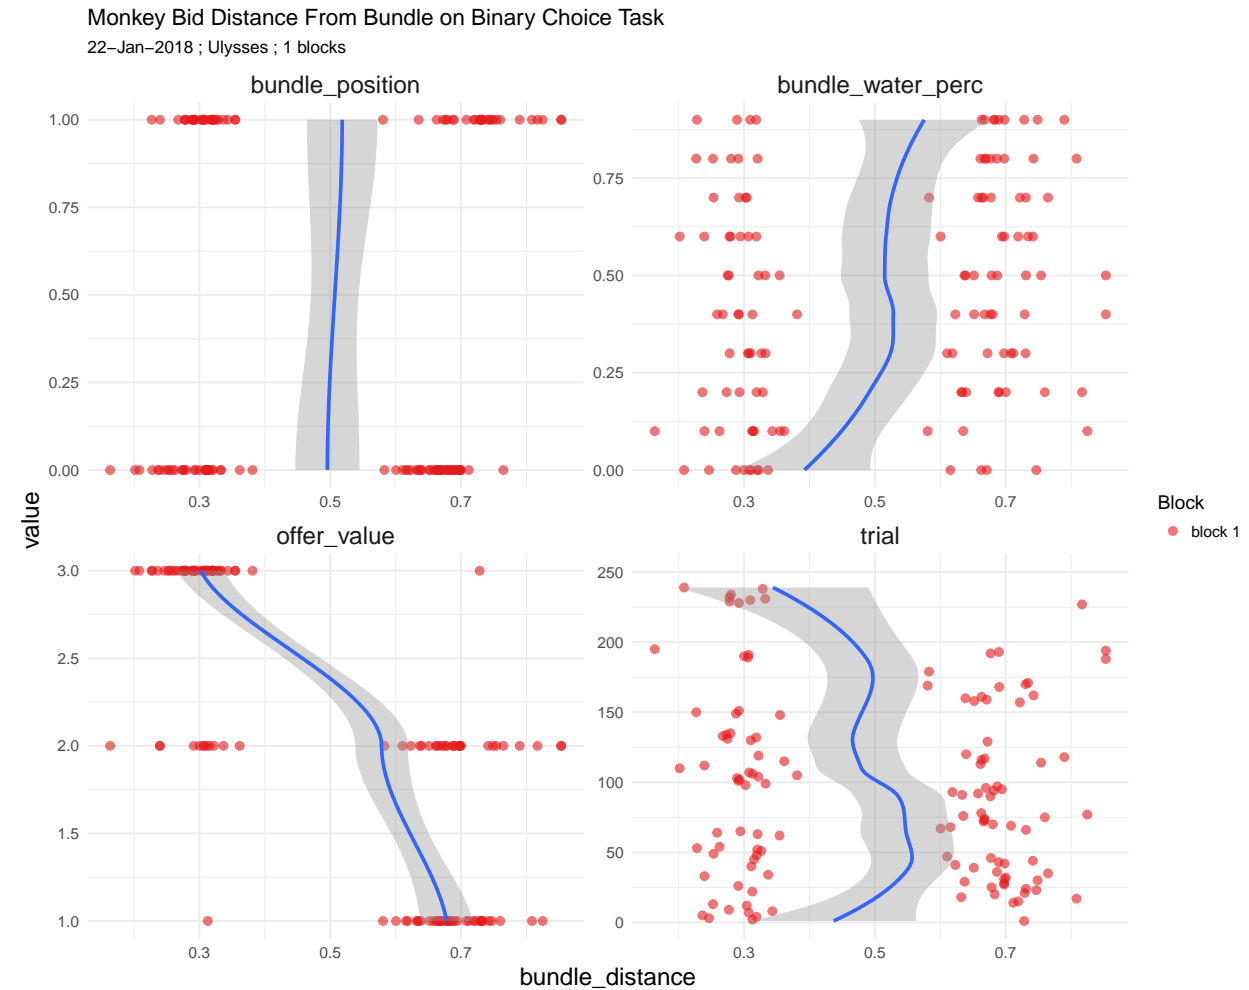 Monkey Bid Distance From Bundle on Binary Choice Task
22−Jan−2018 ; Ulysses ; 1 blocks
bundle_position
bundle_water_perc
1.00
0.75
0.50
0.25
0.00
0.3 0.5 0.7
0.75
0.50
0.25
0.00
0.3 0.5 0.7
value
offer_value
trial
3.0
2.5
2.0
1.5
1.0
0.3 0.5 0.7
250
200
150
100
50
0
0.3 0.5 0.7
bundle_distance
Block
block 1